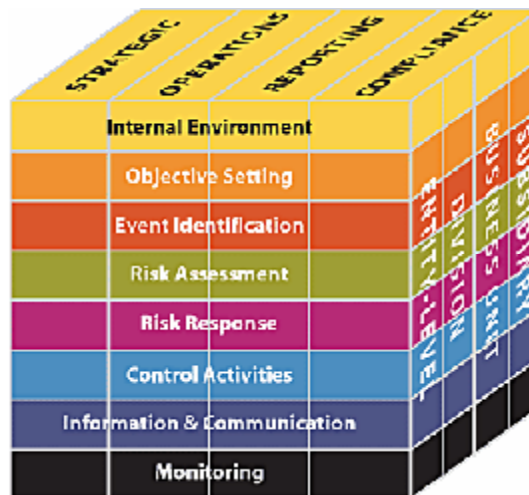 STRATEGIC
OPERATIONS
REPORTING
COMPLIANCE
Internal Environment
Objective Setting
Event Identification
Risk Assessment
Risk Response
Control Activities
Information & Communication
Monitoring
ENTITY-LEVEL
DIVISION
BUSINESS UNIT
SUBSIDIARY